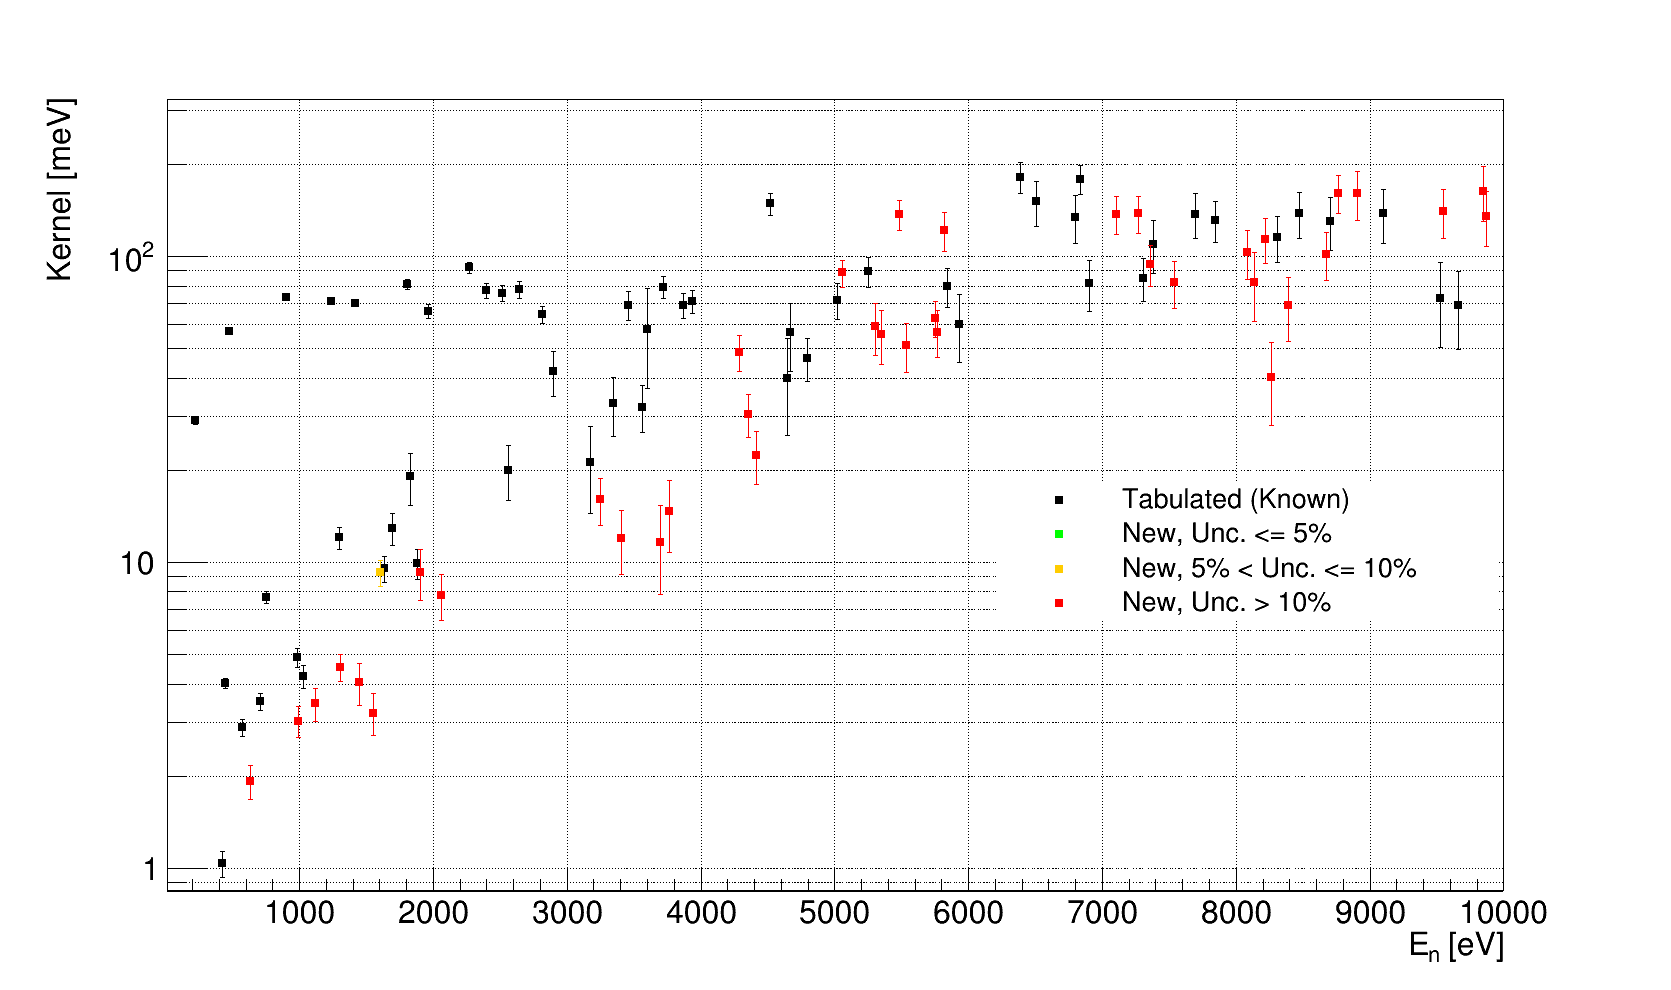 Kernel [meV]
10²
10
1
Tabulated (Known)
New, Unc. <= 5%
New, 5% < Unc. <= 10%
New, Unc. > 10%
1000 2000 3000 4000 5000 6000 7000 8000 9000 10000
Eₙ [eV]